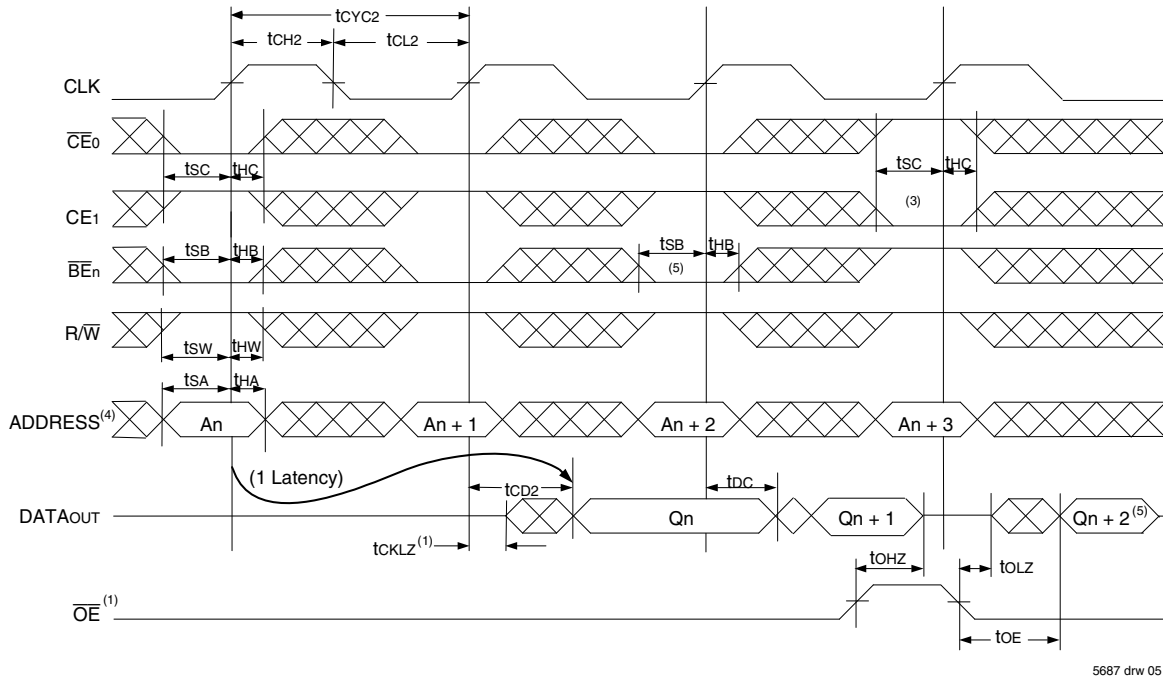 tCYC2
tCH2 tCL2
CLK
CE0
tSC tHC tSC tHC
CE1 (3)
tSB tHB tSB tHB
BEn (5)
R/W
tSW tHW
tSA tHA
ADDRESS(4) An An + 1 An + 2 An + 3
(1 Latency) tCD2 tDC
DATAOUT Qn Qn + 1 Qn + 2(5)
tCKLZ(1)
tOHZ tOLZ
OE(1)
tOE
5687 drw 05